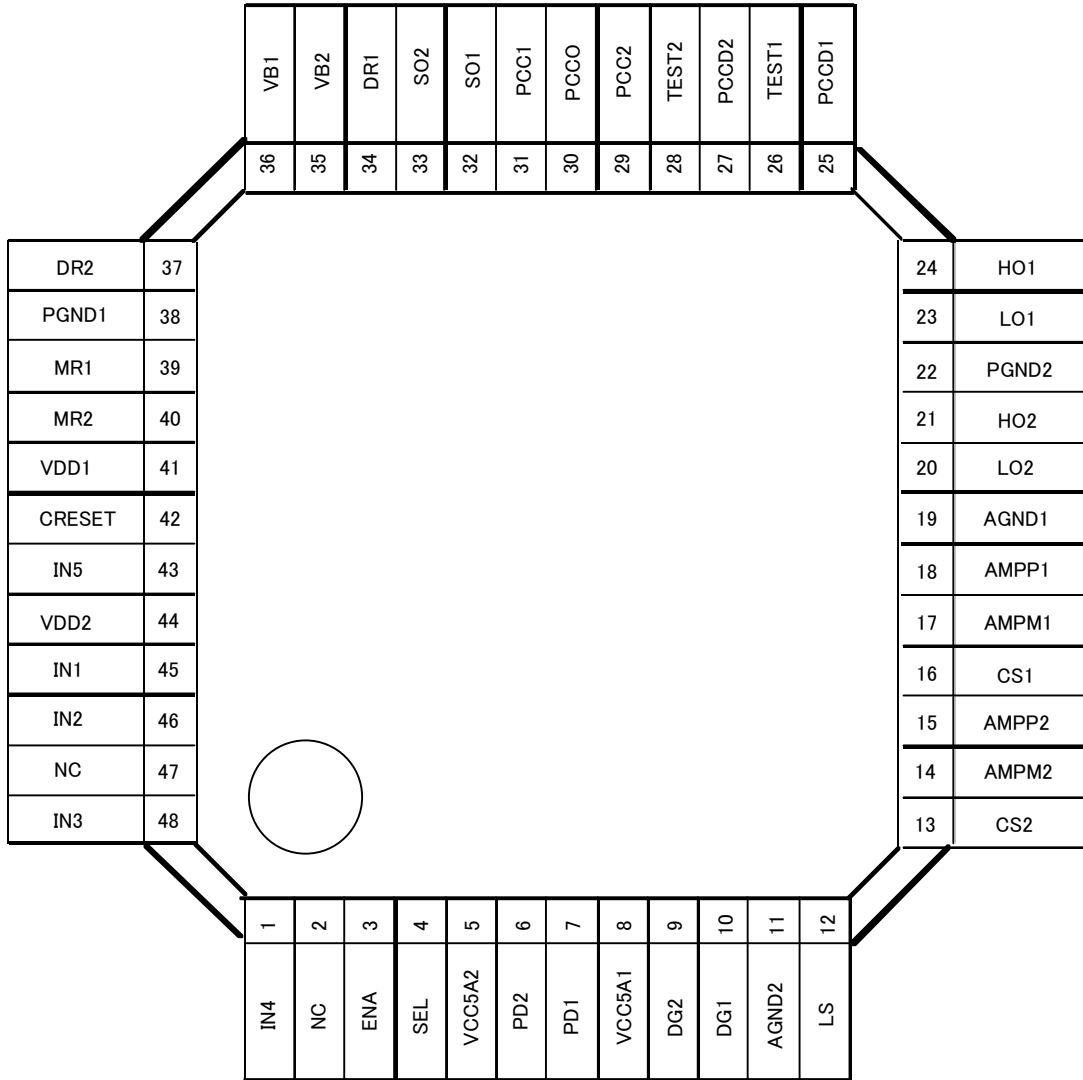 VB1 VB2 DR1 SO2 SO1 PCC1 PCCO PCC2 TEST2 PCCD2 TEST1 PCCD1
36 35 34 33 32 31 30 29 28 27 26 25
DR2 37
PGND1 38
MR1 39
MR2 40
VDD1 41
CRESET 42
IN5 43
VDD2 44
IN1 45
IN2 46
NC 47
IN3 48
24 HO1
23 LO1
22 PGND2
21 HO2
20 LO2
19 AGND1
18 AMPP1
17 AMPM1
16 CS1
15 AMPP2
14 AMPM2
13 CS2
1 2 3 4 5 6 7 8 9 10 11 12
IN4 NC ENA SEL VCC5A2 PD2 PD1 VCC5A1 DG2 DG1 AGND2 LS